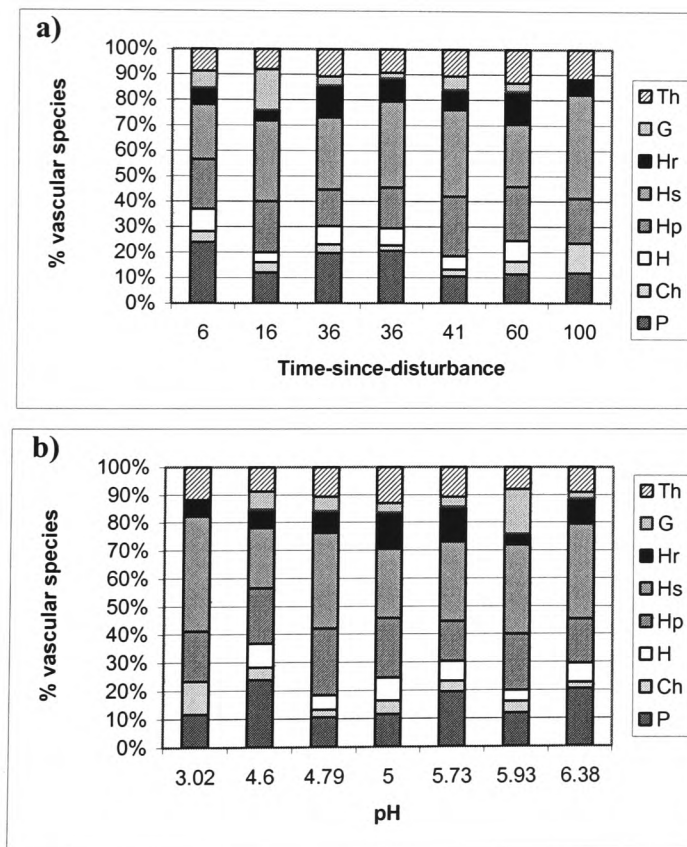 a)
% vascular species
100%
90%
80%
70%
60%
50%
40%
30%
20%
10%
0%
6 16 36 36 41 60 100
Time-since-disturbance
Th
G
Hr
Hs
Hp
H
Ch
P
b)
% vascular species
100%
90%
80%
70%
60%
50%
40%
30%
20%
10%
0%
3.02 4.6 4.79 5 5.73 5.93 6.38
pH
Th
G
Hr
Hs
Hp
H
Ch
P